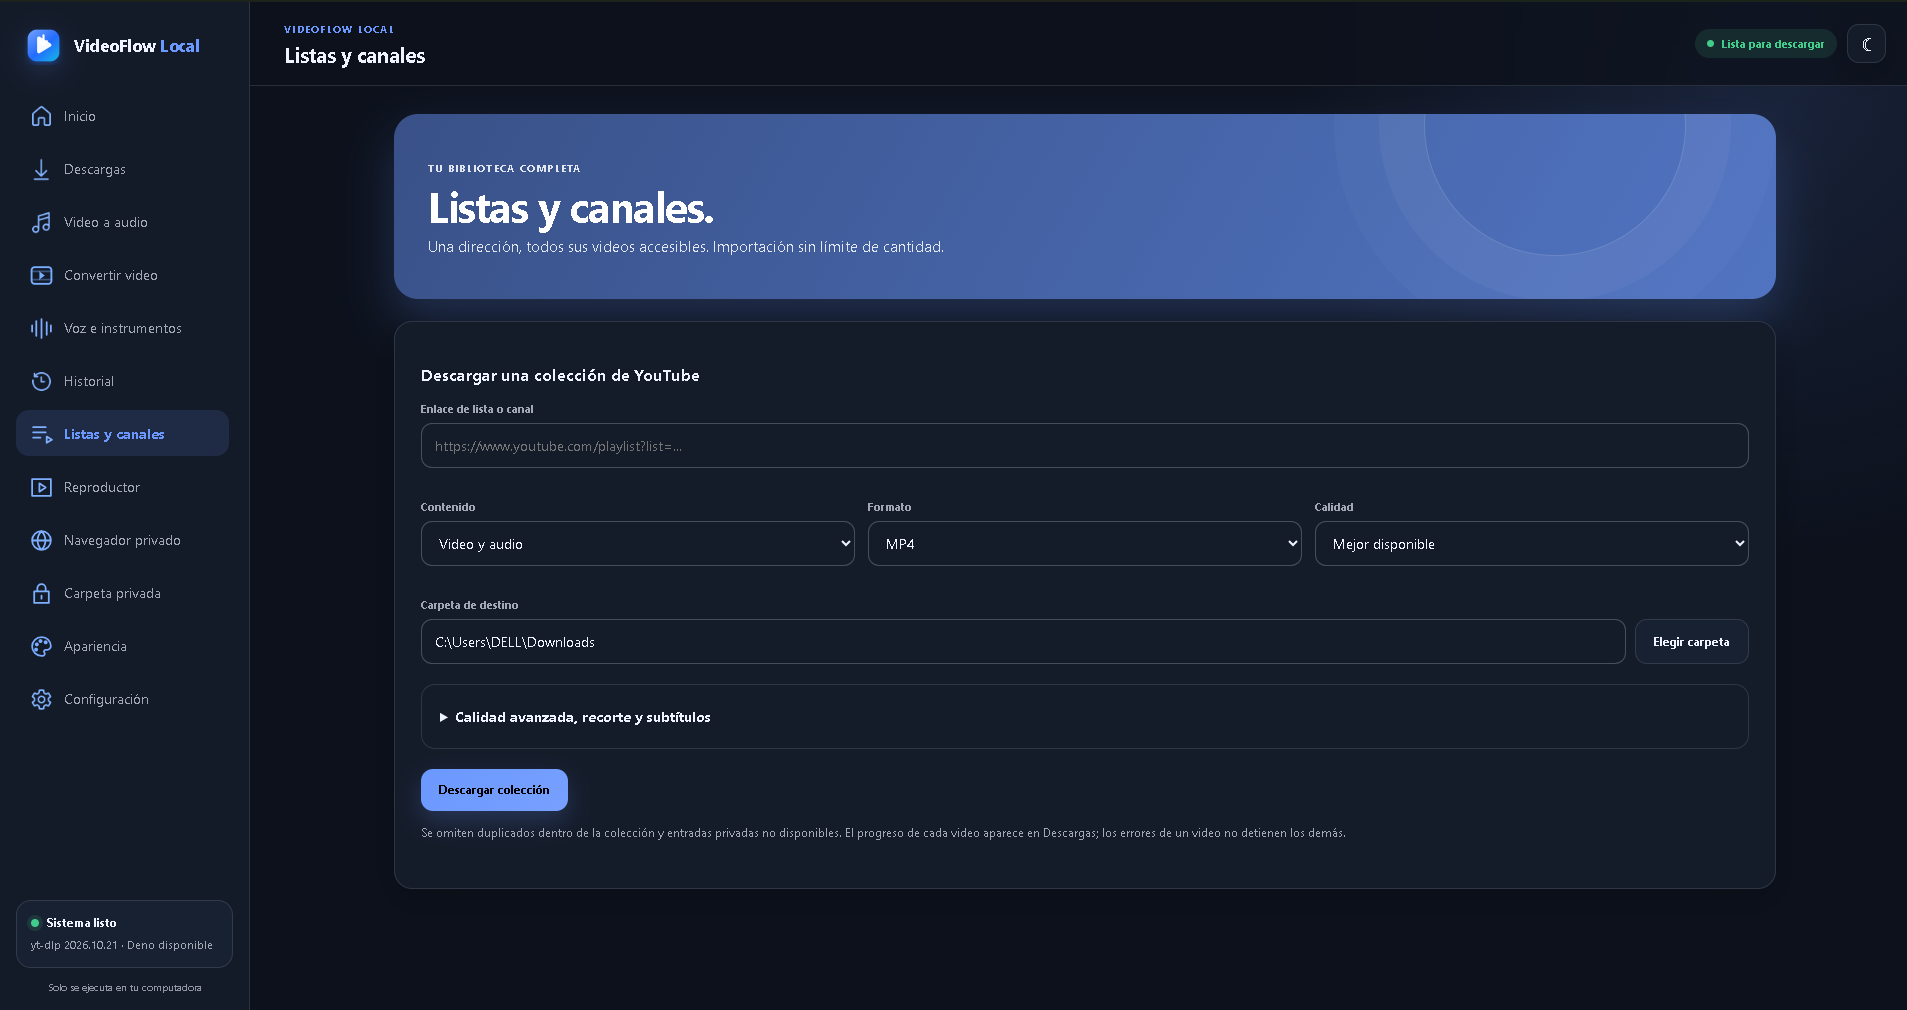 VideoFlow Local
Inicio
Descargas
Video a audio
Convertir video
Voz e instrumentos
Historial
Listas y canales
Reproductor
Navegador privado
Carpeta privada
Apariencia
Configuración
Sistema listo
yt-dlp 2026.10.21 · Deno disponible
Solo se ejecuta en tu computadora
VIDEOFLOW LOCAL
Listas y canales
Lista para descargar
TU BIBLIOTECA COMPLETA
Listas y canales.
Una dirección, todos sus videos accesibles. Importación sin límite de cantidad.
Descargar una colección de YouTube
Enlace de lista o canal
https://www.youtube.com/playlist?list=...
Contenido
Formato
Calidad
Video y audio
MP4
Mejor disponible
Carpeta de destino
C:\Users\DELL\Downloads
Elegir carpeta
Calidad avanzada, recorte y subtítulos
Descargar colección
Se omiten duplicados dentro de la colección y entradas privadas no disponibles. El progreso de cada video aparece en Descargas; los errores de un video no detienen los demás.